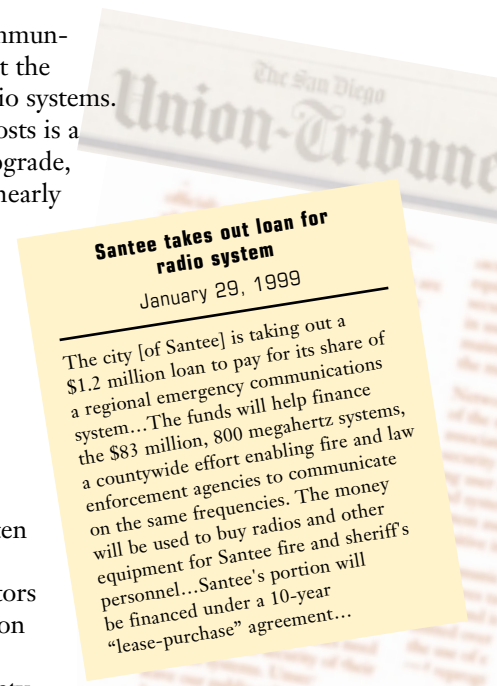 mmun-
t the
io systems.
osts is a
pgrade,
nearly
The San Diego
Union-Tribune
Santee takes out loan for
radio system
January 29, 1999
The city [of Santee] is taking out a
$1.2 million loan to pay for its share of
a regional emergency communications
system…The funds will help finance
the $83 million, 800 megahertz systems,
a countywide effort enabling fire and law
enforcement agencies to communicate
on the same frequencies. The money
will be used to buy radios and other
equipment for Santee fire and sheriff's
personnel…Santee's portion will
be financed under a 10-year
“lease-purchase” agreement…
en
tors
on